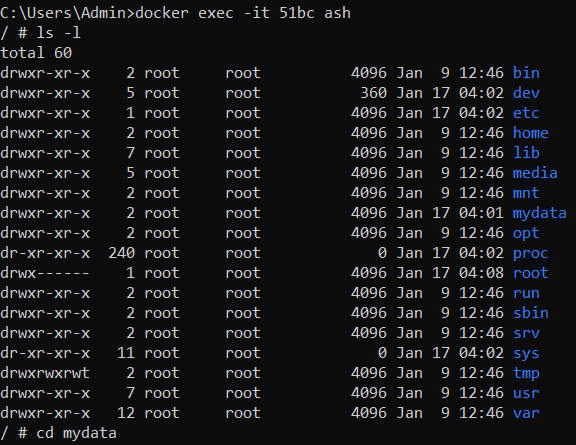 C:\Users\Admin>docker exec -it 51bc ash
/ # ls -l
total 60
drwxr-xr-x    2 root     root          4096 Jan  9 12:46 bin
drwxr-xr-x    5 root     root           360 Jan 17 04:02 dev
drwxr-xr-x    1 root     root          4096 Jan 17 04:02 etc
drwxr-xr-x    2 root     root          4096 Jan  9 12:46 home
drwxr-xr-x    7 root     root          4096 Jan  9 12:46 lib
drwxr-xr-x    5 root     root          4096 Jan  9 12:46 media
drwxr-xr-x    2 root     root          4096 Jan  9 12:46 mnt
drwxr-xr-x    2 root     root          4096 Jan 17 04:01 mydata
drwxr-xr-x    2 root     root          4096 Jan  9 12:46 opt
dr-xr-xr-x  240 root     root             0 Jan 17 04:02 proc
drwx------    1 root     root          4096 Jan 17 04:08 root
drwxr-xr-x    2 root     root          4096 Jan  9 12:46 run
drwxr-xr-x    2 root     root          4096 Jan  9 12:46 sbin
drwxr-xr-x    2 root     root          4096 Jan  9 12:46 srv
dr-xr-xr-x   11 root     root             0 Jan 17 04:02 sys
drwxrwxrwt    2 root     root          4096 Jan  9 12:46 tmp
drwxr-xr-x    7 root     root          4096 Jan  9 12:46 usr
drwxr-xr-x   12 root     root          4096 Jan  9 12:46 var
/ # cd mydata